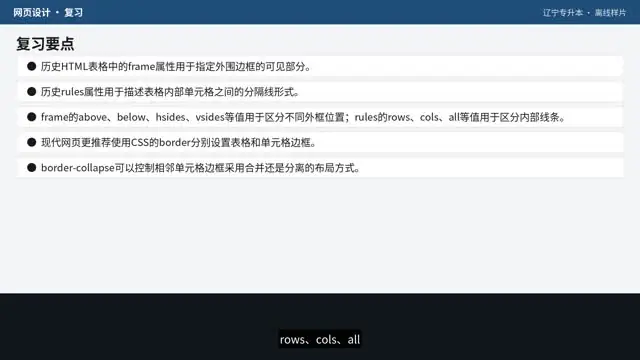 网页设计 • 复习
辽宁专升本 • 离线样片
复习要点
● 历史HTML表格中的frame属性用于指定外围边框的可见部分。
● 历史rules属性用于描述表格内部单元格之间的分隔线形式。
● frame的above、below、hsides、vsides等值用于区分不同外框位置；rules的rows、cols、all等值用于区分内部线条。
● 现代网页更推荐使用CSS的border分别设置表格和单元格边框。
● border-collapse可以控制相邻单元格边框采用合并还是分离的布局方式。
rows、cols、all